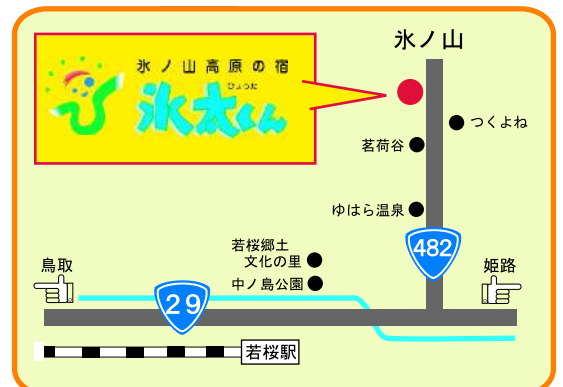 氷ノ山
氷ノ山高原の宿
ひょうた
氷太くん
つくよね
茗荷谷
ゆはら温泉
482
若桜郷土
文化の里
中ノ島公園
鳥取
姫路
29
若桜駅